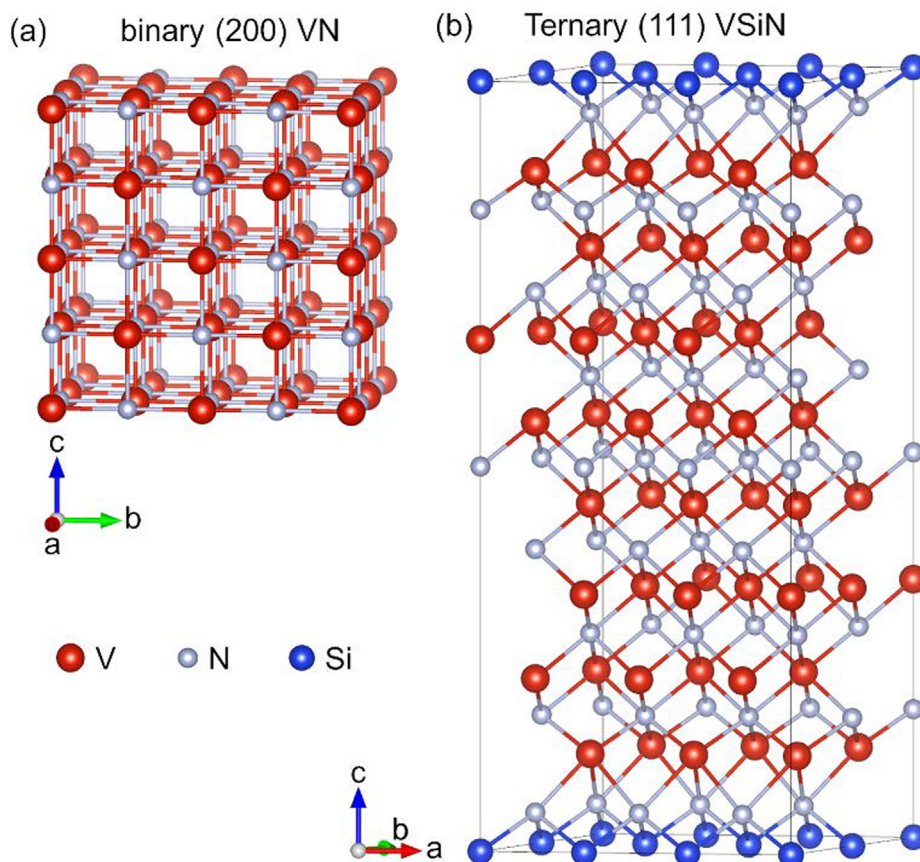 (a) binary (200) VN
(b) Ternary (111) VSiN
c
b
a
V N Si
c
b
a